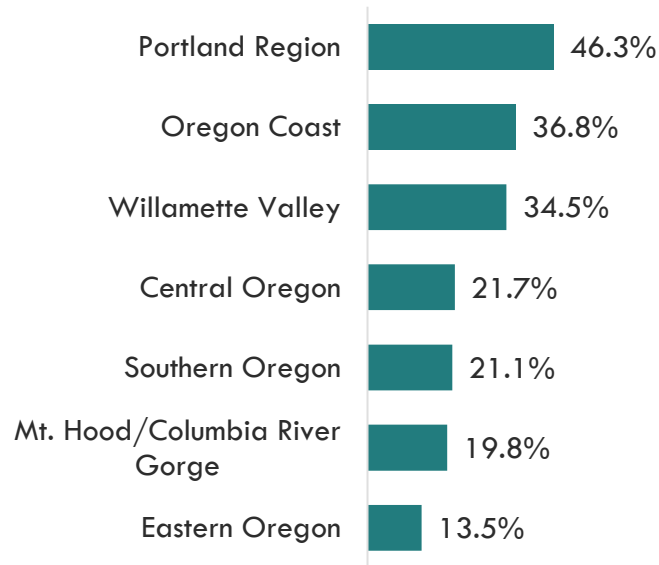 Portland Region 46.3%
Oregon Coast 36.8%
Willamette Valley 34.5%
Central Oregon 21.7%
Southern Oregon 21.1%
Mt. Hood/Columbia River
Gorge 19.8%
Eastern Oregon 13.5%